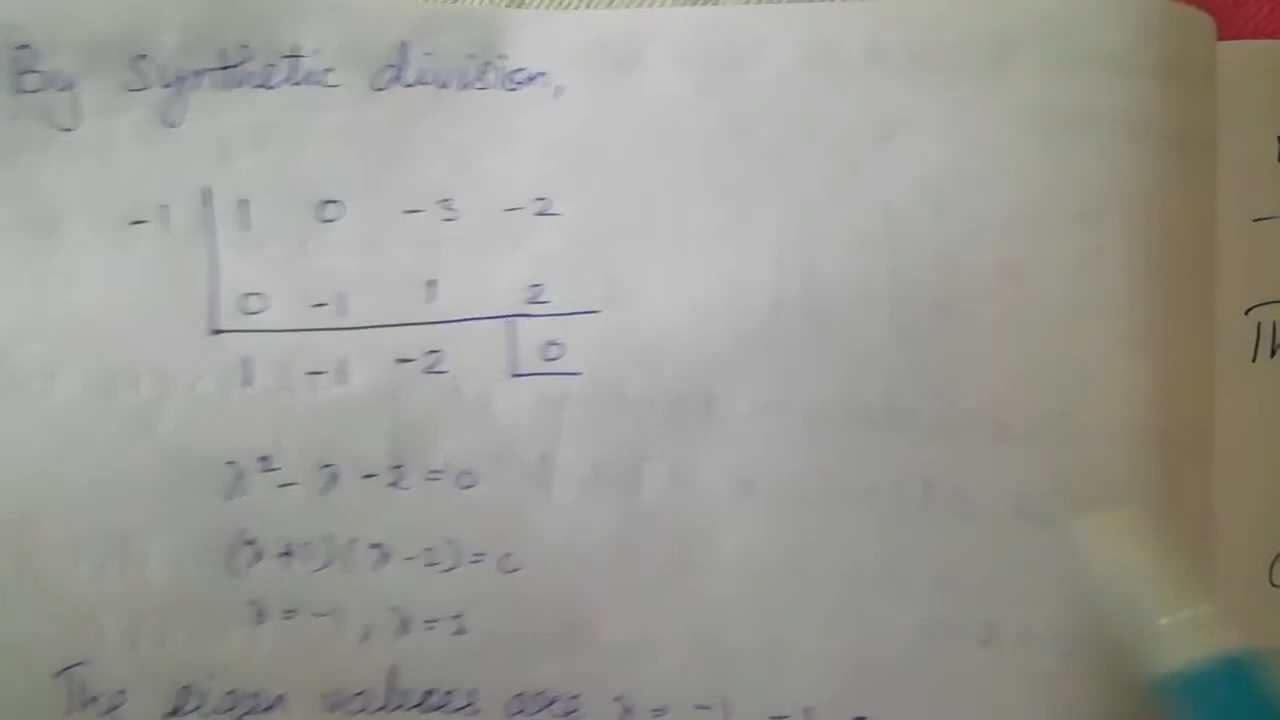 By Synthetic division,
-1 | 1 0 -3 -2
0 -1 1 2
1 -1 -2 | 0
λ² - λ - 2 = 0
(λ+1)(λ-2) = 0
λ = -1, λ = 2
The eigen values are λ = -1, -1,
Th